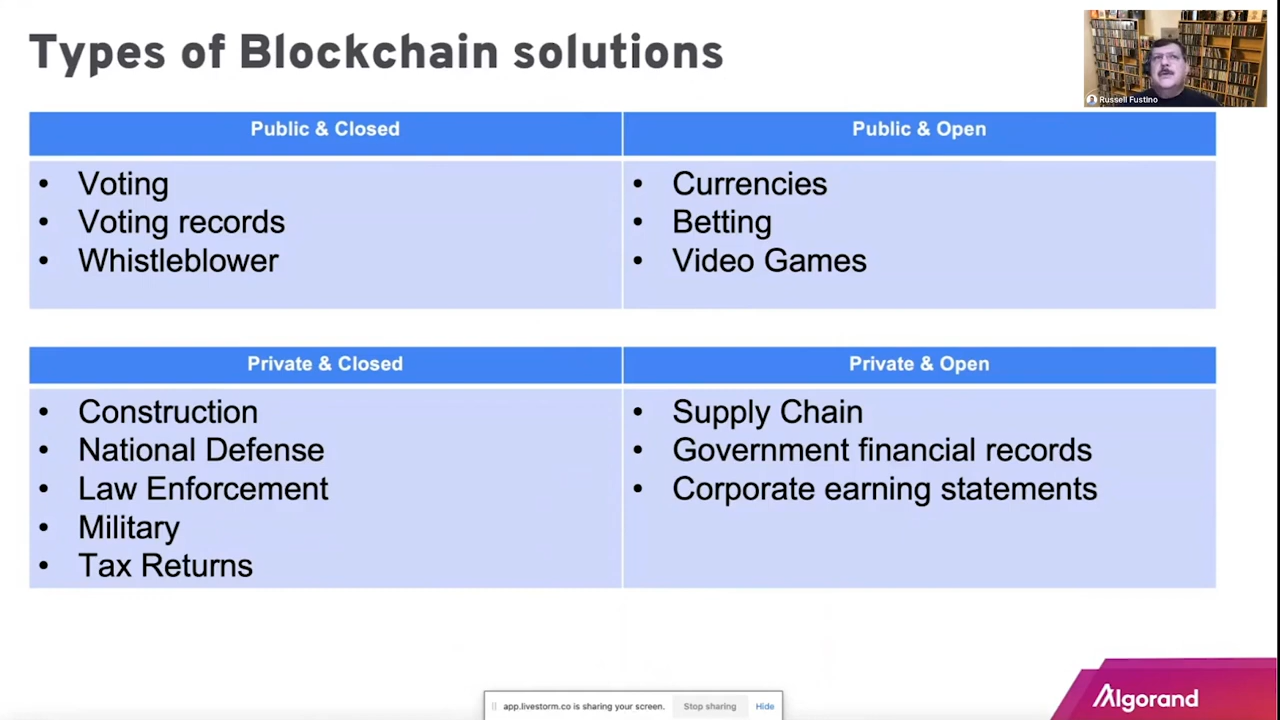 Types of Blockchain solutions
Russell Fustino
Public & Closed
Public & Open
• Voting
• Voting records
• Whistleblower
• Currencies
• Betting
• Video Games
Private & Closed
Private & Open
• Construction
• National Defense
• Law Enforcement
• Military
• Tax Returns
• Supply Chain
• Government financial records
• Corporate earning statements
app.livestorm.co is sharing your screen.
Stop sharing
Hide
Algorand